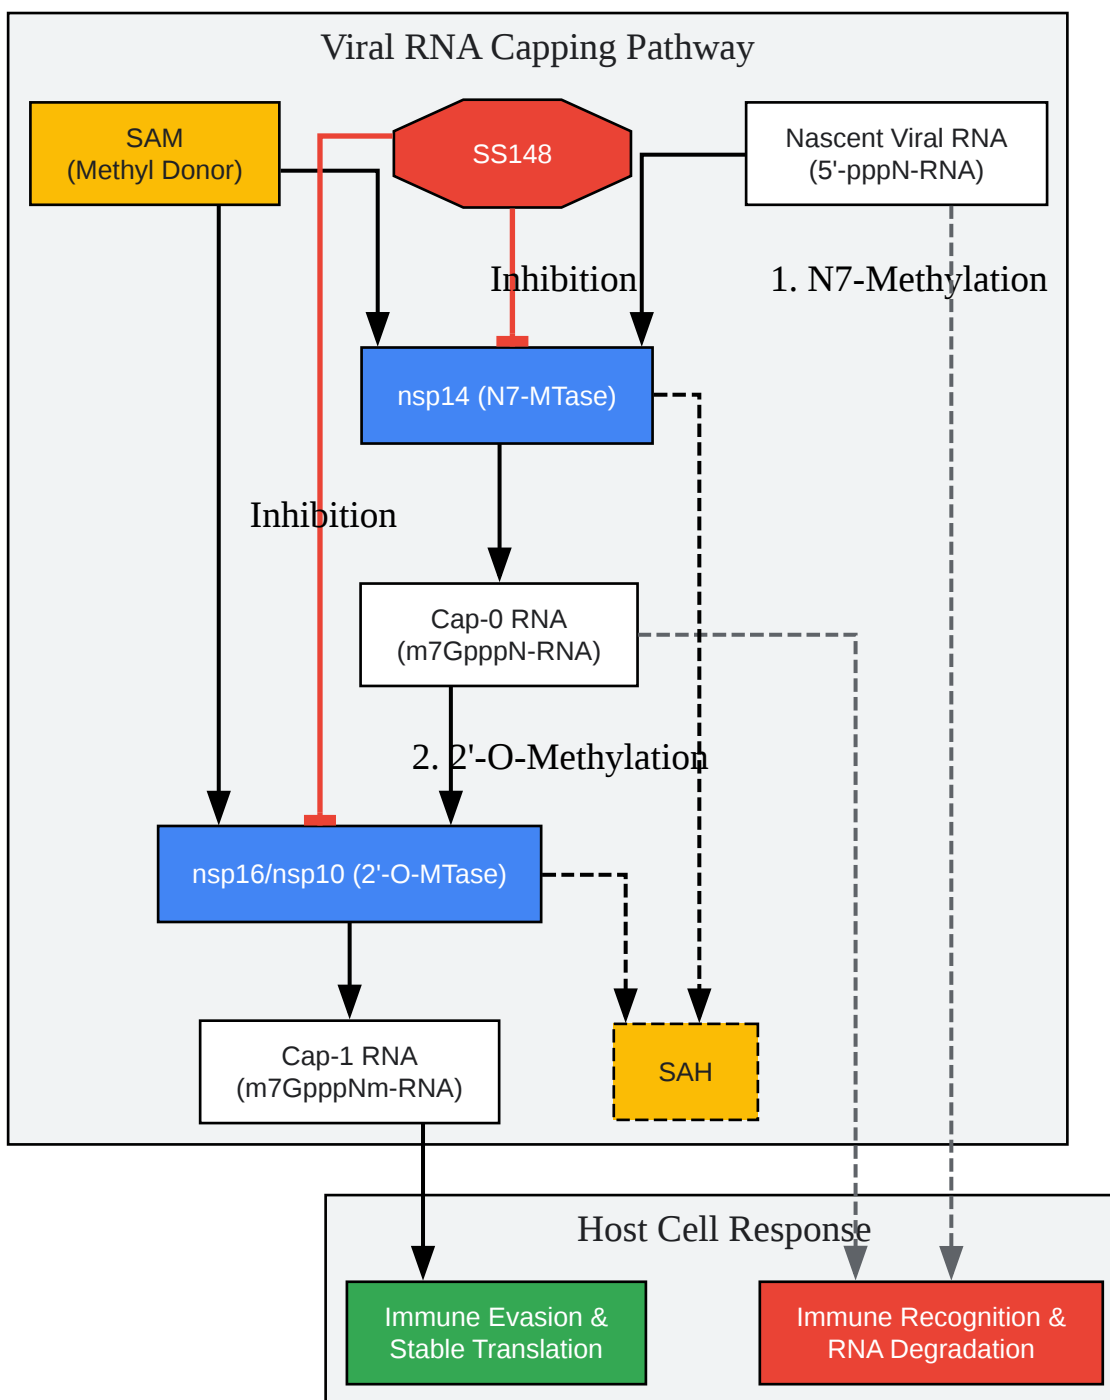 Viral RNA Capping Pathway
SAM
(Methyl Donor)
SS148
Nascent Viral RNA
(5'-pppN-RNA)
Inhibition
1. N7-Methylation
nsp14 (N7-MTase)
Inhibition
Cap-0 RNA
(m7GpppN-RNA)
2. 2'-O-Methylation
nsp16/nsp10 (2'-O-MTase)
Cap-1 RNA
(m7GpppNm-RNA)
SAH
Host Cell Response
Immune Evasion &
Stable Translation
Immune Recognition &
RNA Degradation